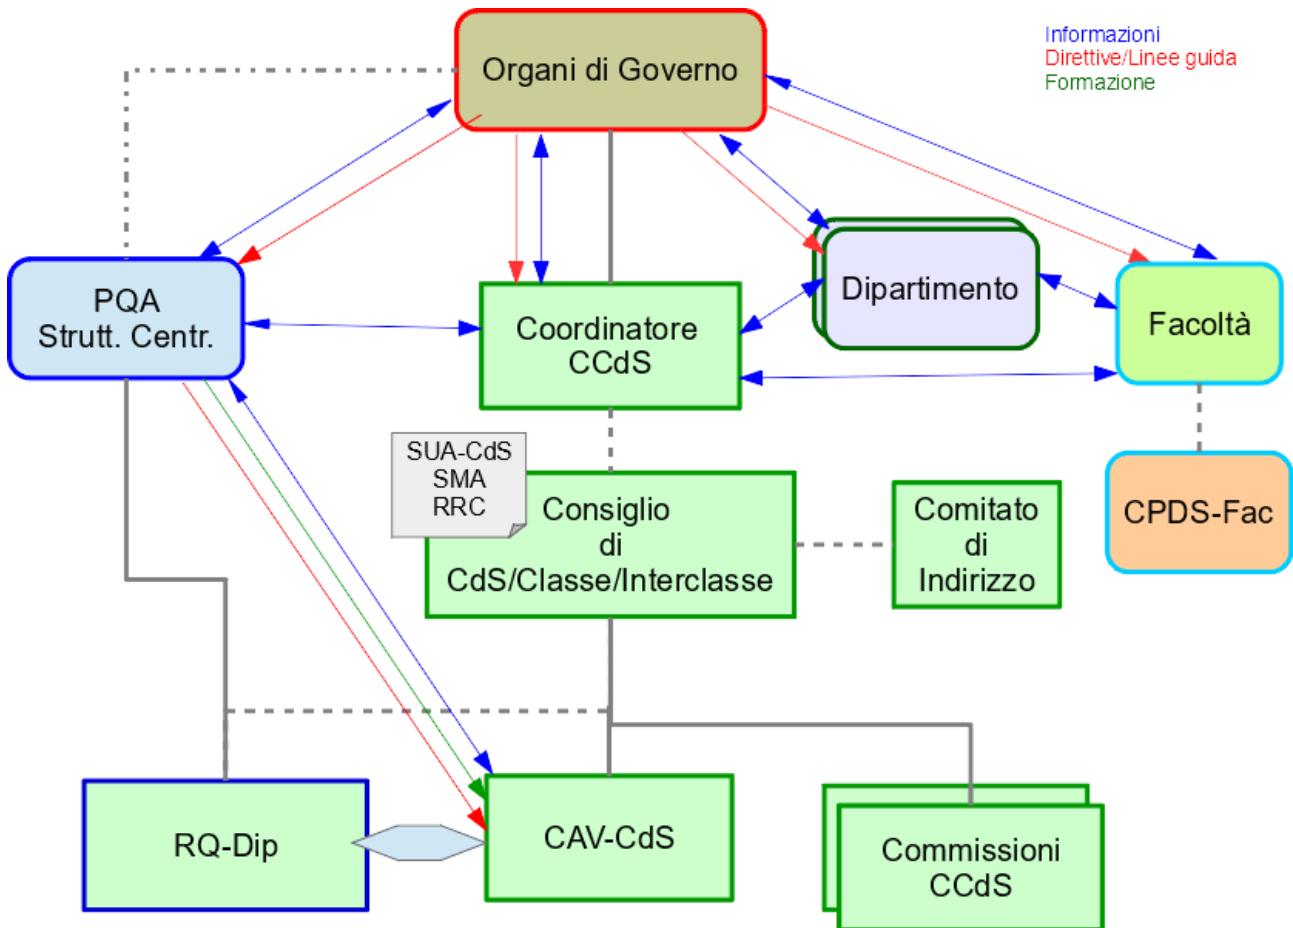 Organi di Governo
Informazioni
Direttive/Linee guida
Formazione
PQA
Strutt. Centr.
Coordinatore
CCdS
Dipartimento
Facoltà
SUA-CdS
SMA
RRC
Consiglio
di
CdS/Classe/Interclasse
Comitato
di
Indirizzo
CPDS-Fac
RQ-Dip
CAV-CdS
Commissioni
CCdS